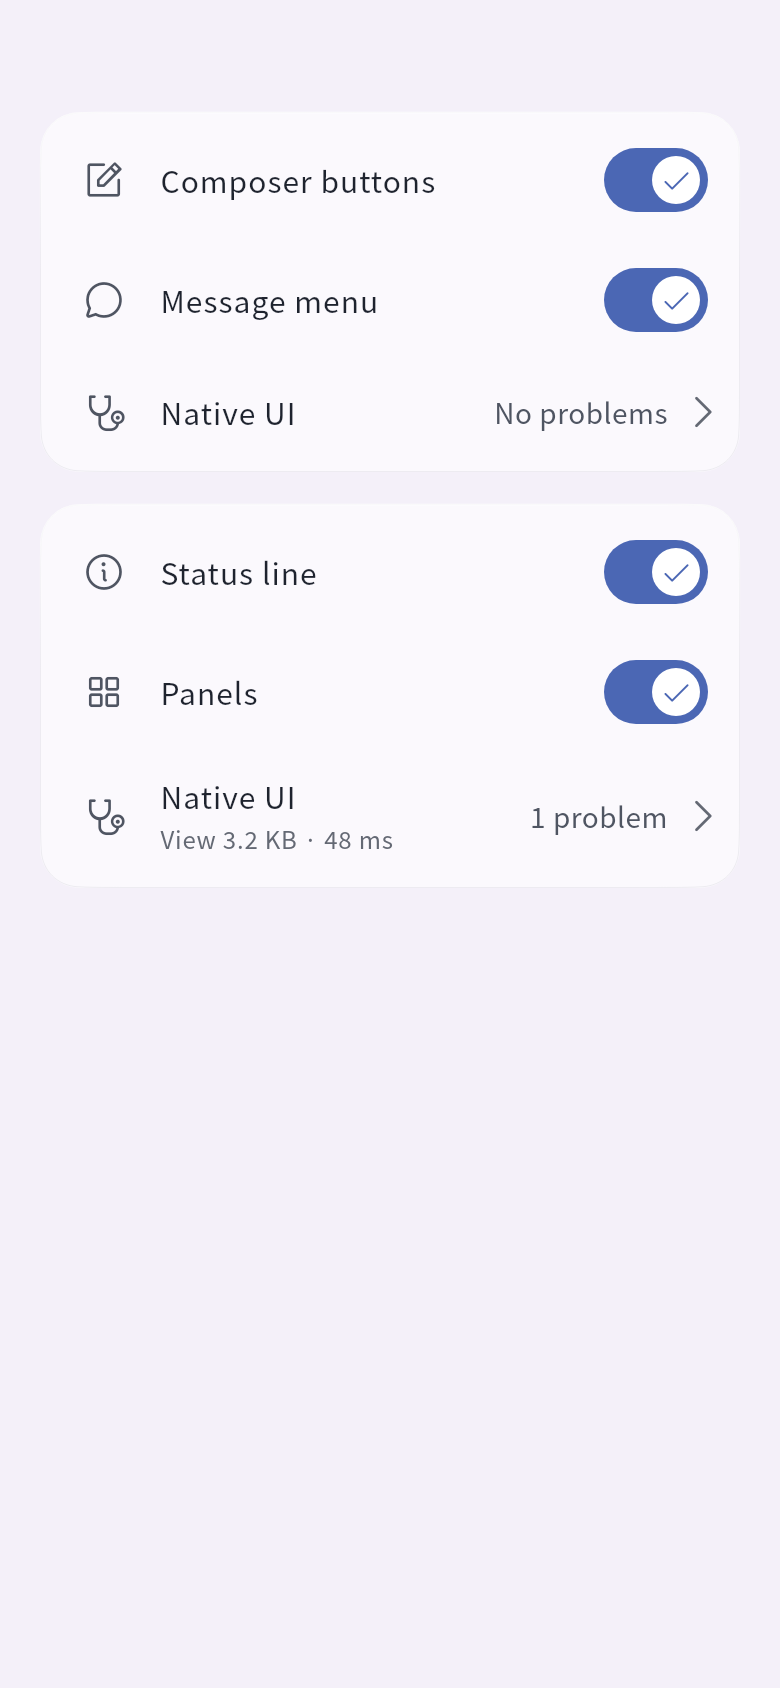 Composer buttons
Message menu
Native UI
No problems
Status line
Panels
Native UI
View 3.2 KB · 48 ms
1 problem